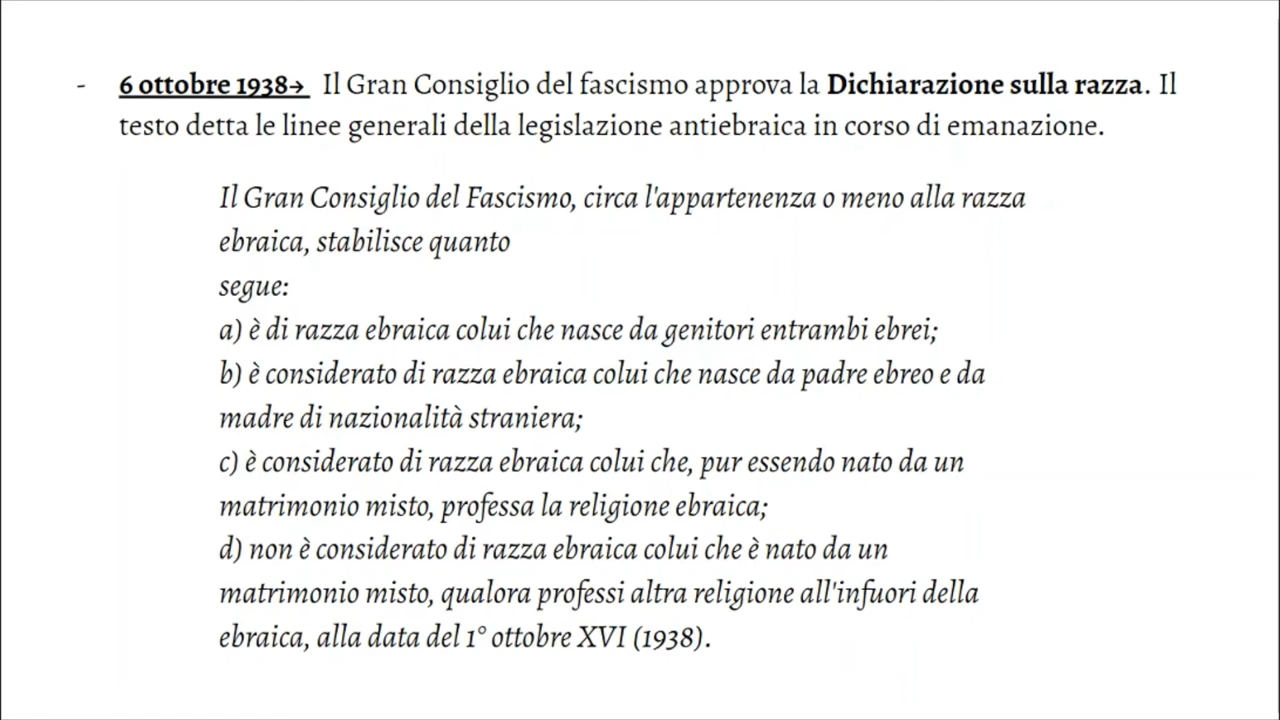 - 6 ottobre 1938→ Il Gran Consiglio del fascismo approva la Dichiarazione sulla razza. Il
testo detta le linee generali della legislazione antiebraica in corso di emanazione.
Il Gran Consiglio del Fascismo, circa l'appartenenza o meno alla razza
ebraica, stabilisce quanto
segue:
a) è di razza ebraica colui che nasce da genitori entrambi ebrei;
b) è considerato di razza ebraica colui che nasce da padre ebreo e da
madre di nazionalità straniera;
c) è considerato di razza ebraica colui che, pur essendo nato da un
matrimonio misto, professa la religione ebraica;
d) non è considerato di razza ebraica colui che è nato da un
matrimonio misto, qualora professi altra religione all'infuori della
ebraica, alla data del 1° ottobre XVI (1938).